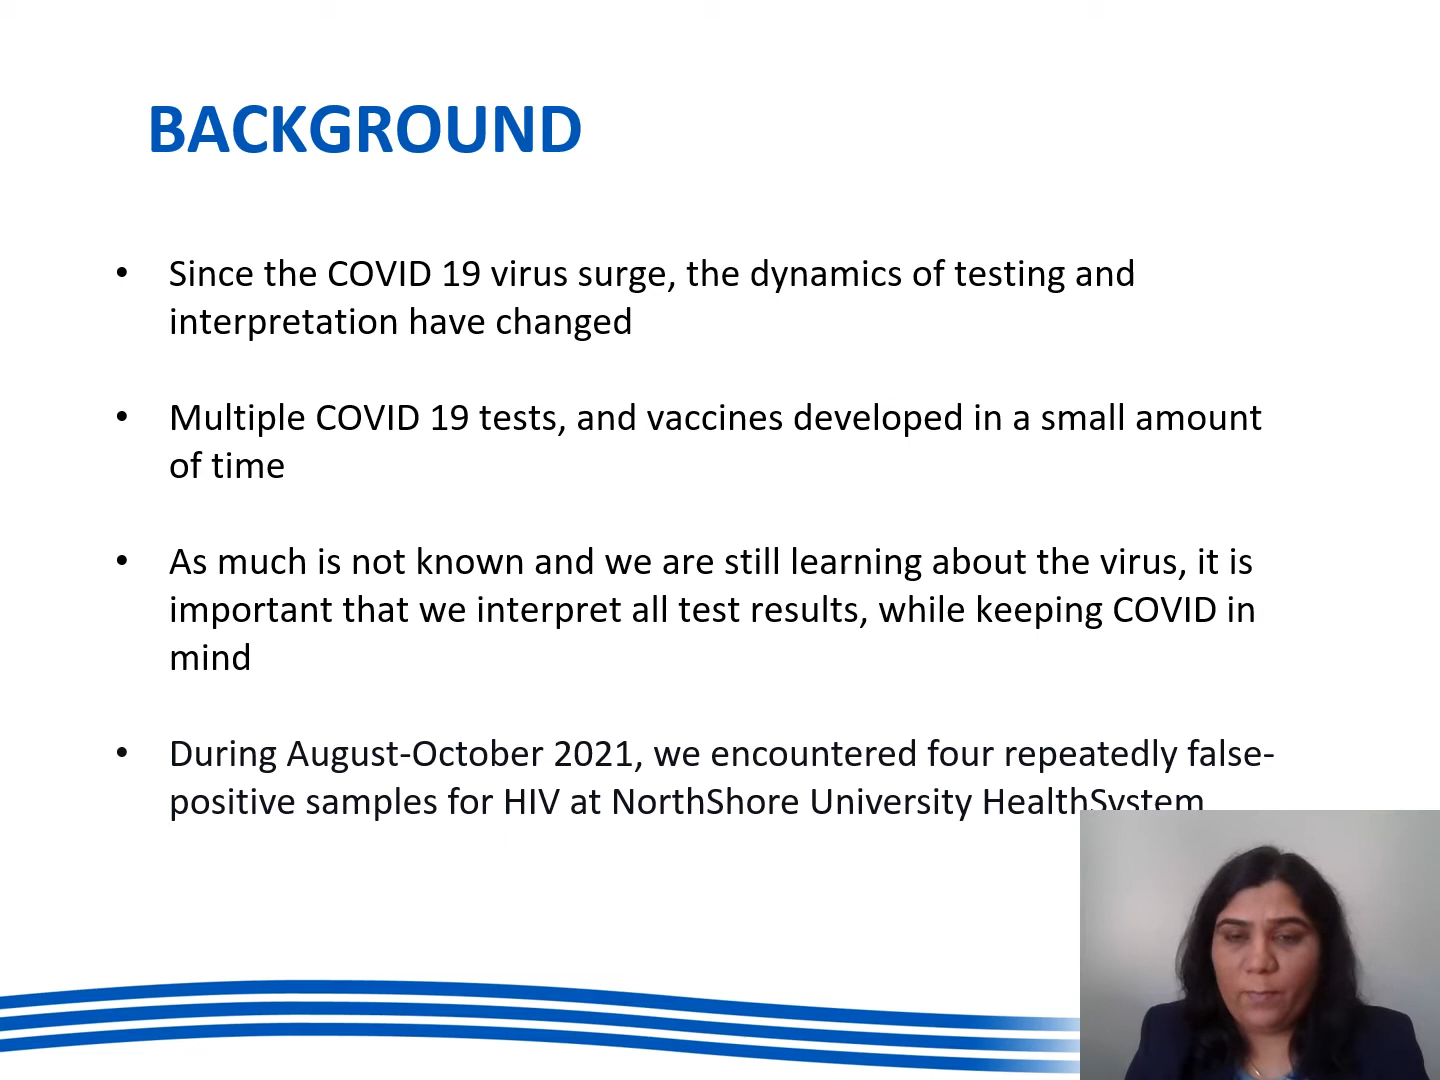 BACKGROUND
• Since the COVID 19 virus surge, the dynamics of testing and
interpretation have changed
• Multiple COVID 19 tests, and vaccines developed in a small amount
of time
• As much is not known and we are still learning about the virus, it is
important that we interpret all test results, while keeping COVID in
mind
• During August-October 2021, we encountered four repeatedly false-
positive samples for HIV at NorthShore University HealthSystem